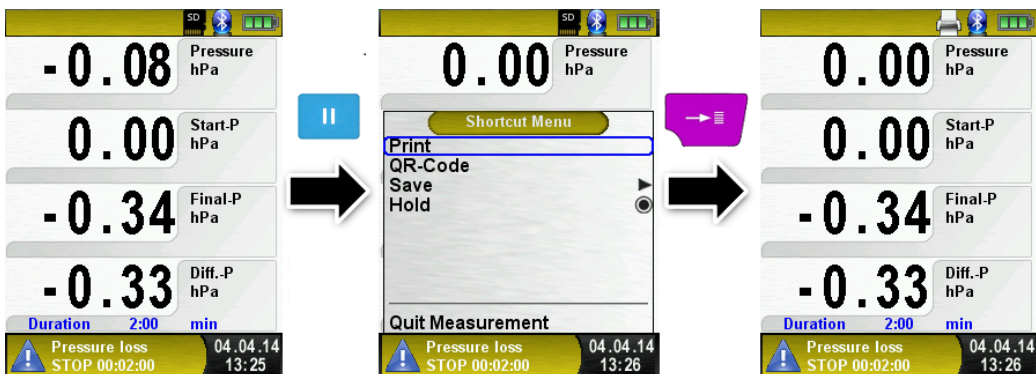 SD
- 0.08 Pressure
hPa
0.00 Start-P
hPa
- 0.34 Final-P
hPa
- 0.33 Diff.-P
hPa
Duration 2:00 min
Pressure loss 04.04.14
STOP 00:02:00 13:25
SD
0.00 Pressure
hPa
Shortcut Menu
Print
QR-Code
Save
Hold
Quit Measurement
Pressure loss 04.04.14
STOP 00:02:00 13:26
0.00 Pressure
hPa
0.00 Start-P
hPa
- 0.34 Final-P
hPa
- 0.33 Diff.-P
hPa
Duration 2:00 min
Pressure loss 04.04.14
STOP 00:02:00 13:26